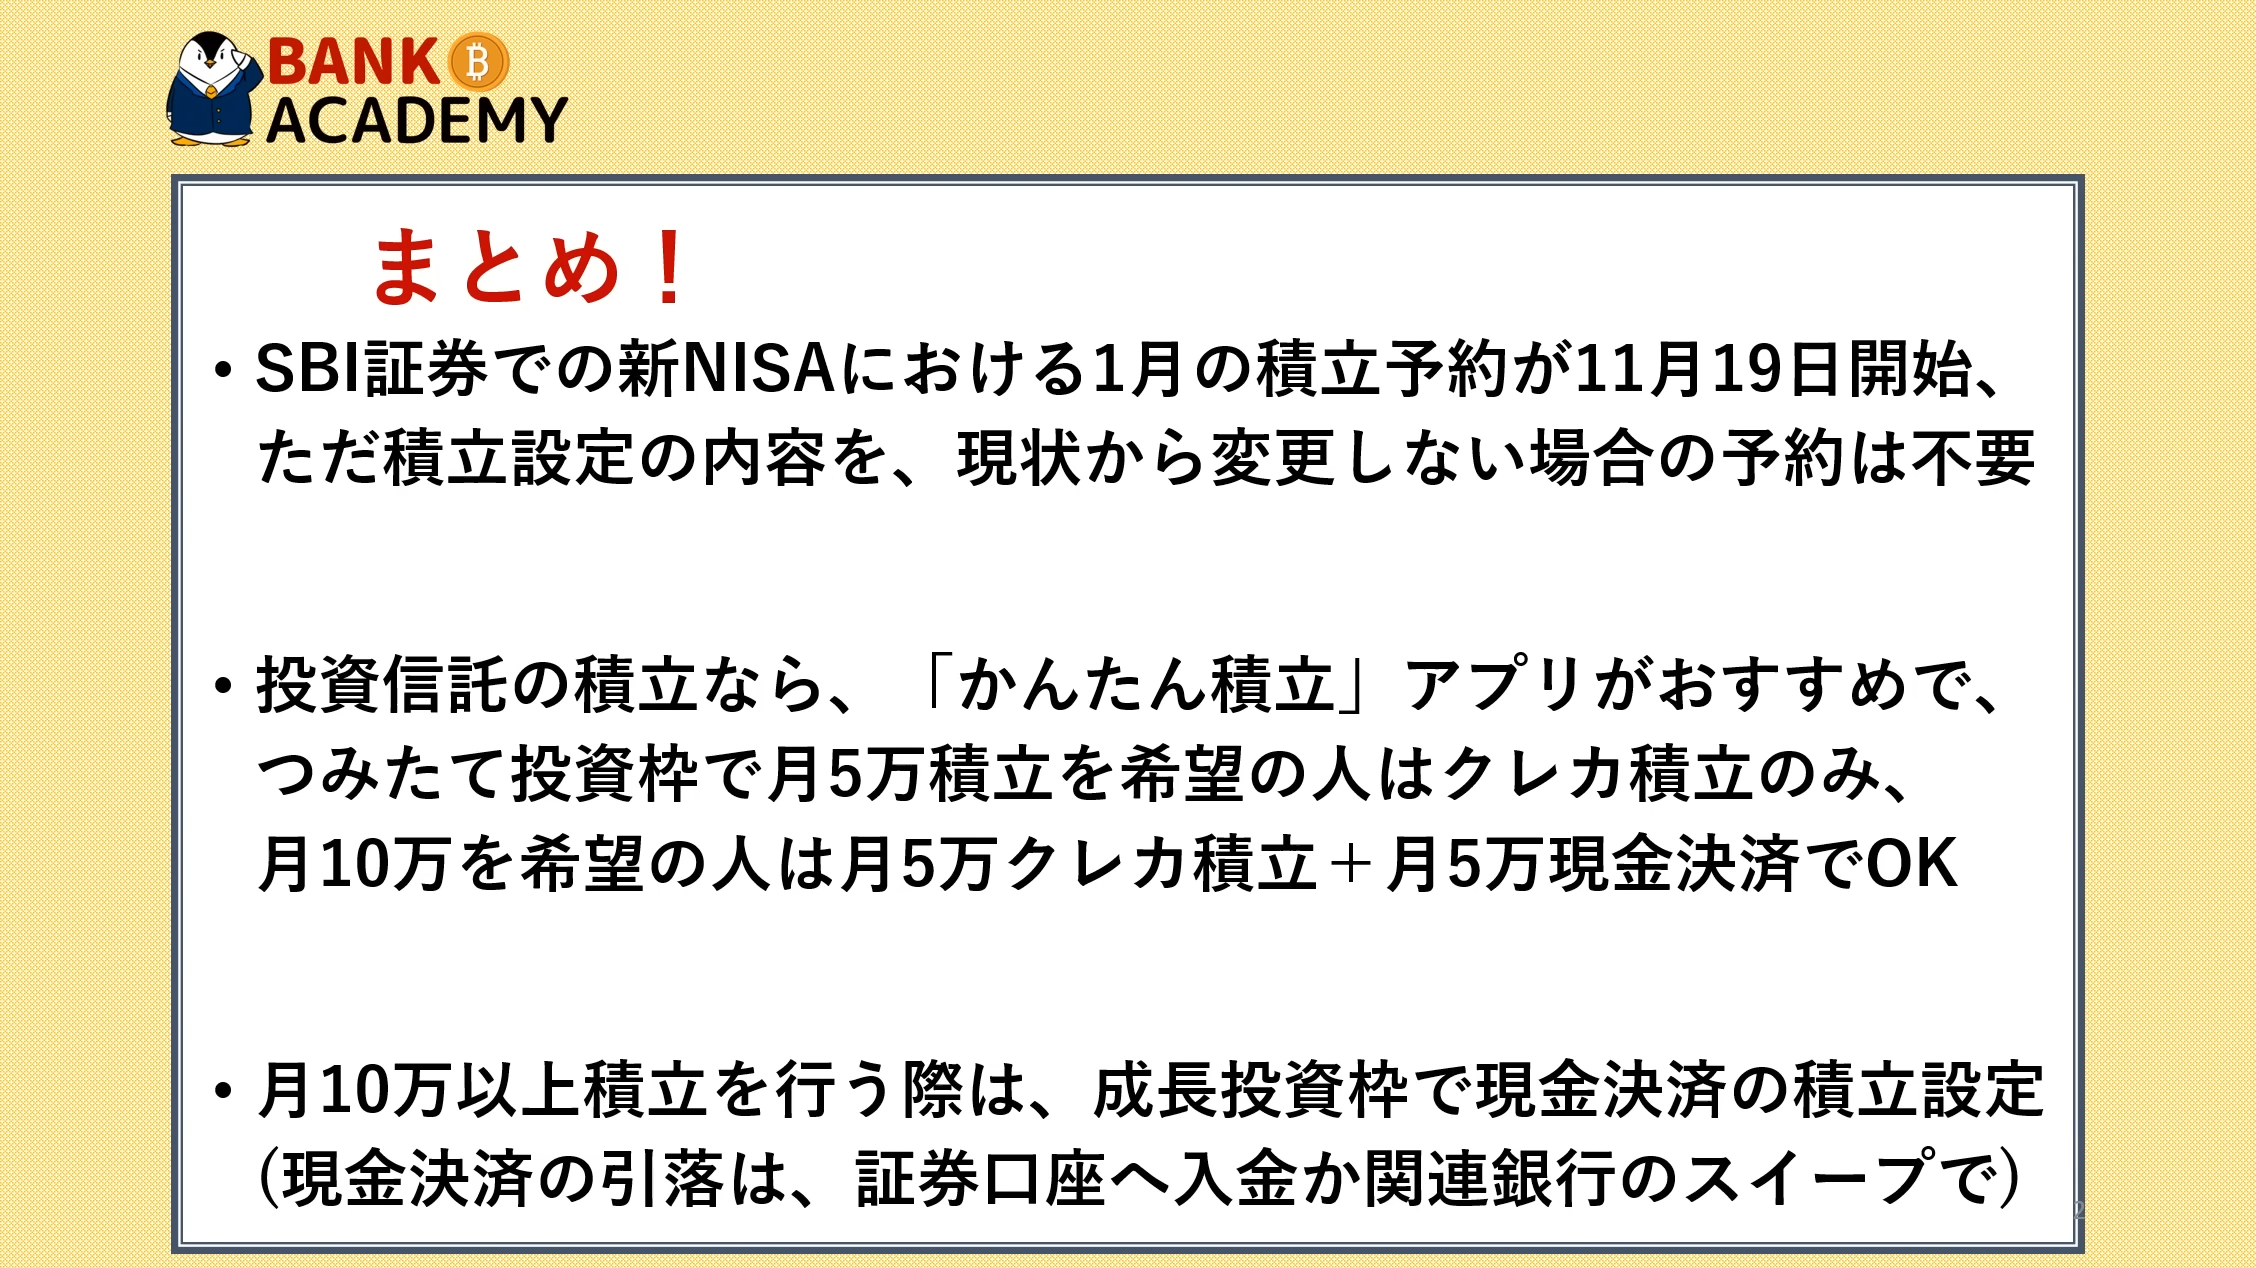 BANK
ACADEMY
まとめ！
・SBI証券での新NISAにおける1月の積立予約が11月19日開始、
ただ積立設定の内容を、現状から変更しない場合の予約は不要
・投資信託の積立なら、「かんたん積立」アプリがおすすめで、
つみたて投資枠で月5万積立を希望の人はクレカ積立のみ、
月10万を希望の人は月5万クレカ積立＋月5万現金決済でOK
・月10万以上積立を行う際は、成長投資枠で現金決済の積立設定
(現金決済の引落は、証券口座へ入金か関連銀行のスイープで)
2